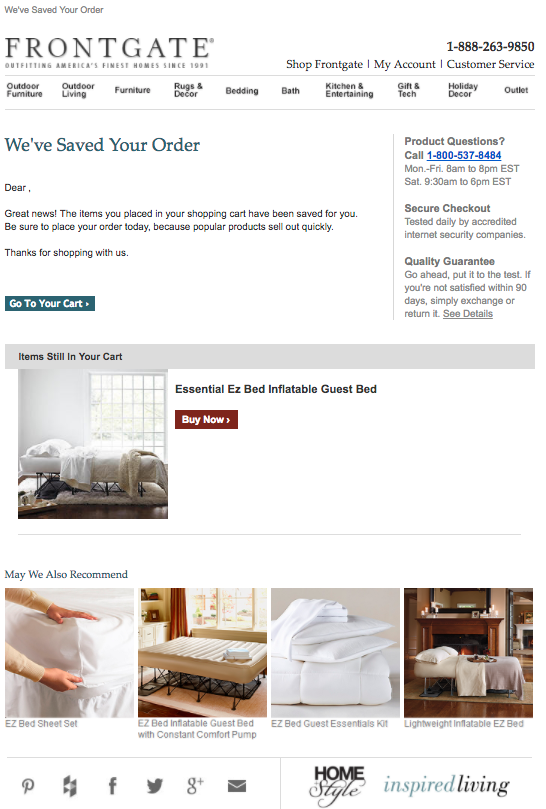 We've Saved Your Order
FRONTGATE®
OUTFITTING AMERICA'S FINEST HOMES SINCE 1991
1-888-263-9850
Shop Frontgate | My Account | Customer Service
Outdoor Furniture
Outdoor Living
Furniture
Rugs & Decor
Bedding
Bath
Kitchen & Entertaining
Gift & Tech
Holiday Decor
Outlet
We've Saved Your Order
Dear ,
Great news! The items you placed in your shopping cart have been saved for you.
Be sure to place your order today, because popular products sell out quickly.
Thanks for shopping with us.
Go To Your Cart ›
Product Questions?
Call 1-800-537-8484
Mon.-Fri. 8am to 8pm EST
Sat. 9:30am to 6pm EST
Secure Checkout
Tested daily by accredited
internet security companies.
Quality Guarantee
Go ahead, put it to the test. If
you're not satisfied within 90
days, simply exchange or
return it. See Details
Items Still In Your Cart
Essential Ez Bed Inflatable Guest Bed
Buy Now ›
May We Also Recommend
EZ Bed Sheet Set
EZ Bed Inflatable Guest Bed
with Constant Comfort Pump
EZ Bed Guest Essentials Kit
Lightweight Inflatable EZ Bed
HOME
Style
inspired living